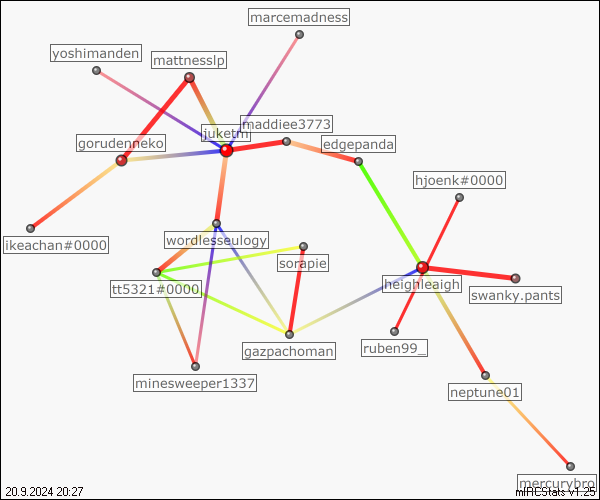 marcemadness
yoshimanden
mattnesslp
maddiee3773
juketm
gorudenneko
edgepanda
hjoenk#0000
ikeachan#0000
wordlesseulogy
sorapie
heighleaigh
tt5321#0000
swanky.pants
gazpachoman
ruben99_
minesweeper1337
neptune01
mercurybro
20.9.2024 20:27
mIRCStats v1.25